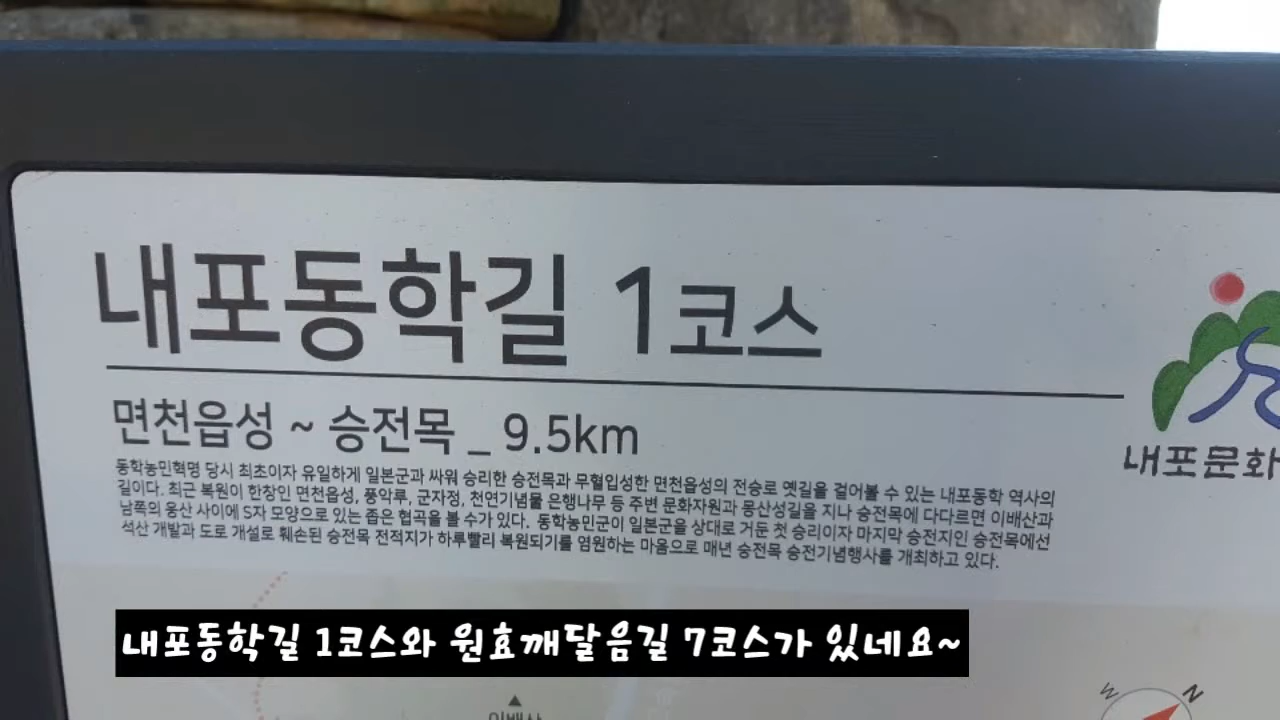 내포동학길 1코스
면천읍성 ~ 승전목 _ 9.5km
동학농민혁명 당시 최초이자 유일하게 일본군과 싸워 승리한 승전목과 무혈입성한 면천읍성의 전승로 옛길을 걸어볼 수 있는 내포동학 역사의
길이다. 최근 복원이 한창인 면천읍성, 풍악루, 군자정, 천연기념물 은행나무 등 주변 문화자원과 몽산성길을 지나 승전목에 다다르면 이배산과
남쪽의 웅산 사이에 S자 모양으로 있는 좁은 협곡을 볼 수가 있다. 동학농민군이 일본군을 상대로 거둔 첫 승리이자 마지막 승전지인 승전목에선
석산 개발과 도로 개설로 훼손된 승전목 전적지가 하루빨리 복원되기를 염원하는 마음으로 매년 승전목 승전기념행사를 개최하고 있다.
내포문화
내포동학길 1코스와 원효깨달음길 7코스가 있네요~
이배산
W N